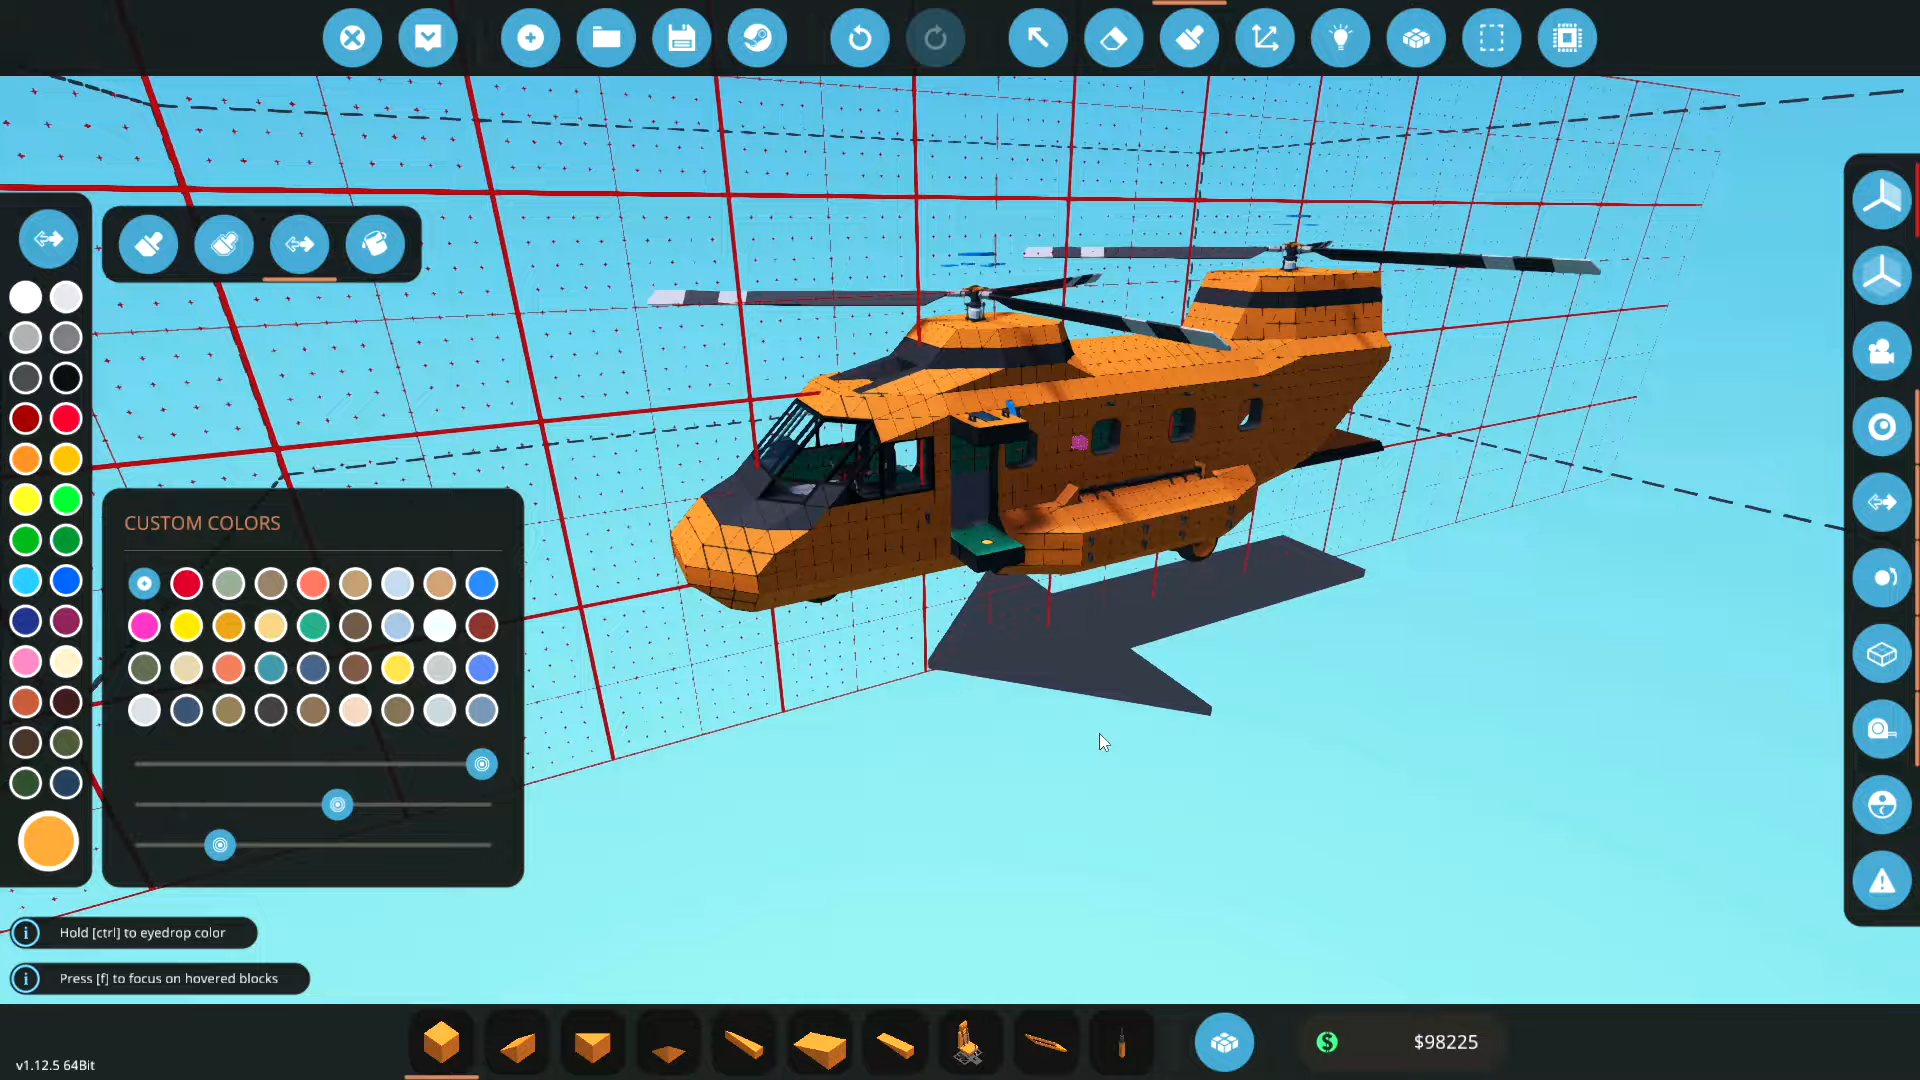 CUSTOM COLORS
Hold [ctrl] to eyedrop color
Press [f] to focus on hovered blocks
v1.12.5 64Bit
$98225